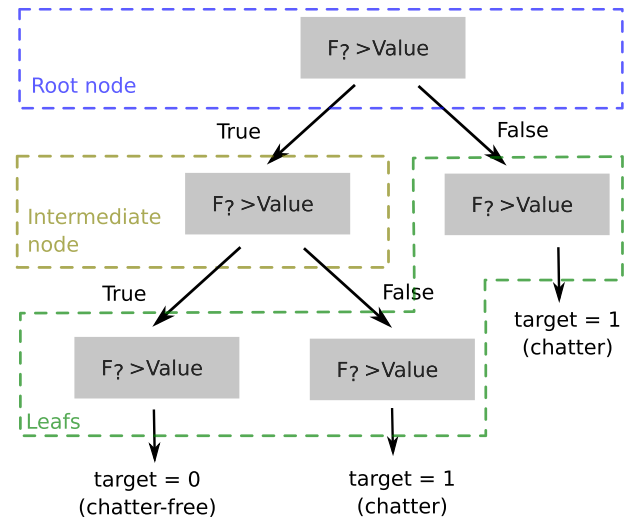 F? >Value
Root node
True
False
F? >Value
F? >Value
Intermediate
node
True
False
target = 1
(chatter)
F? >Value
F? >Value
Leafs
target = 0
(chatter-free)
target = 1
(chatter)